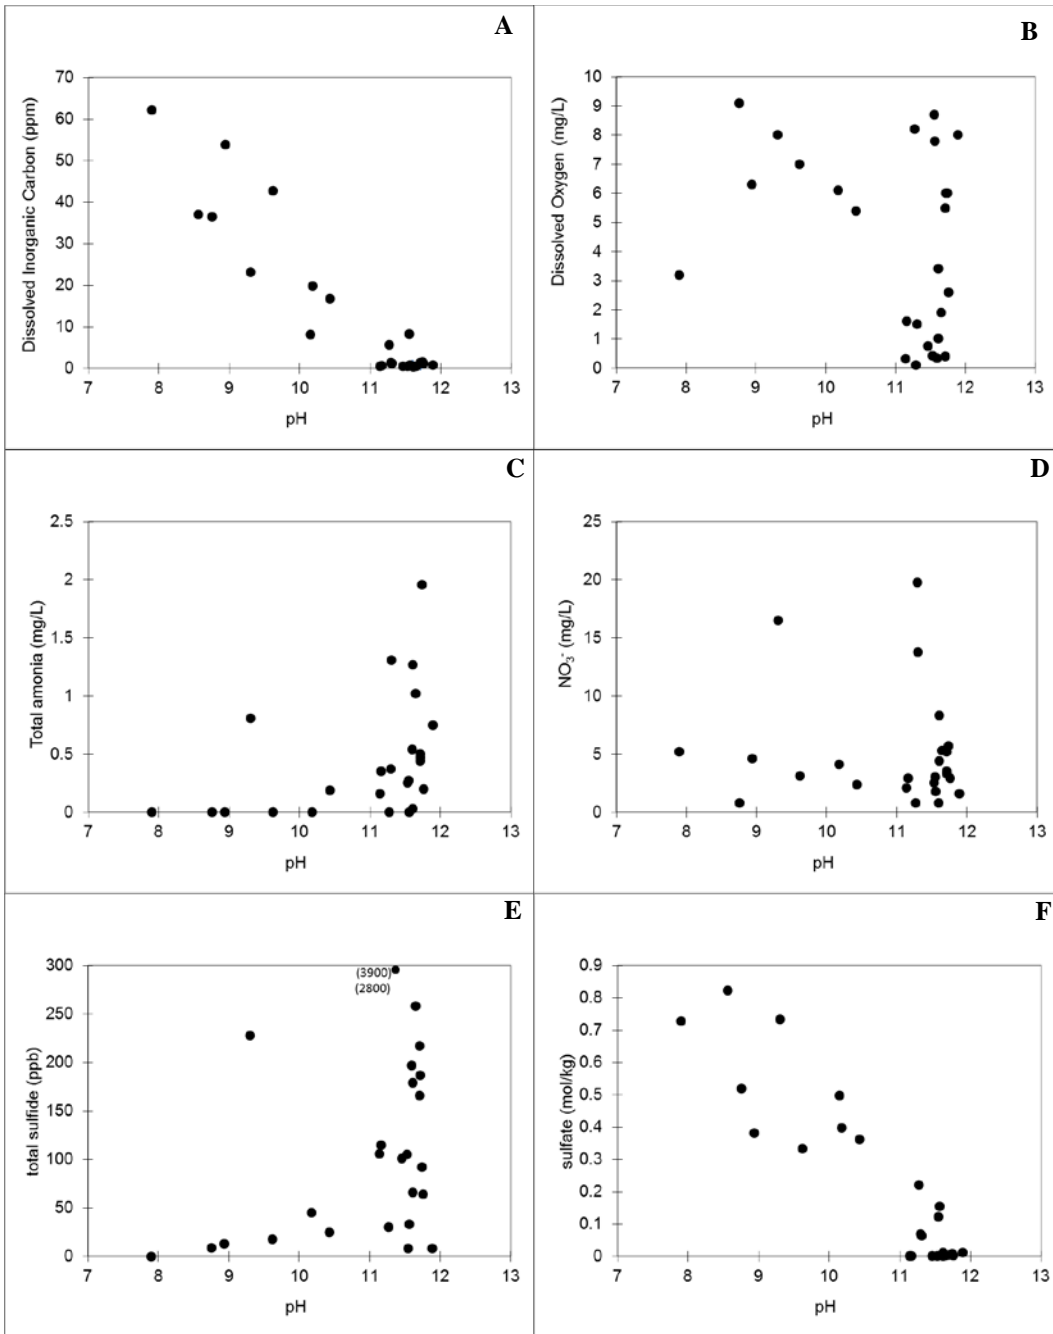 A
Dissolved Inorganic Carbon (ppm)
70
60
50
40
30
20
10
0
7 8 9 10 11 12 13
pH
B
Dissolved Oxygen (mg/L)
10
9
8
7
6
5
4
3
2
1
0
7 8 9 10 11 12 13
pH
C
Total amonia (mg/L)
2.5
2
1.5
1
0.5
0
7 8 9 10 11 12 13
pH
D
NO₃⁻ (mg/L)
25
20
15
10
5
0
7 8 9 10 11 12 13
pH
E
total sulfide (ppb)
300
250
200
150
100
50
0
(3900)
(2800)
7 8 9 10 11 12 13
pH
F
sulfate (mol/kg)
0.9
0.8
0.7
0.6
0.5
0.4
0.3
0.2
0.1
0
7 8 9 10 11 12 13
pH